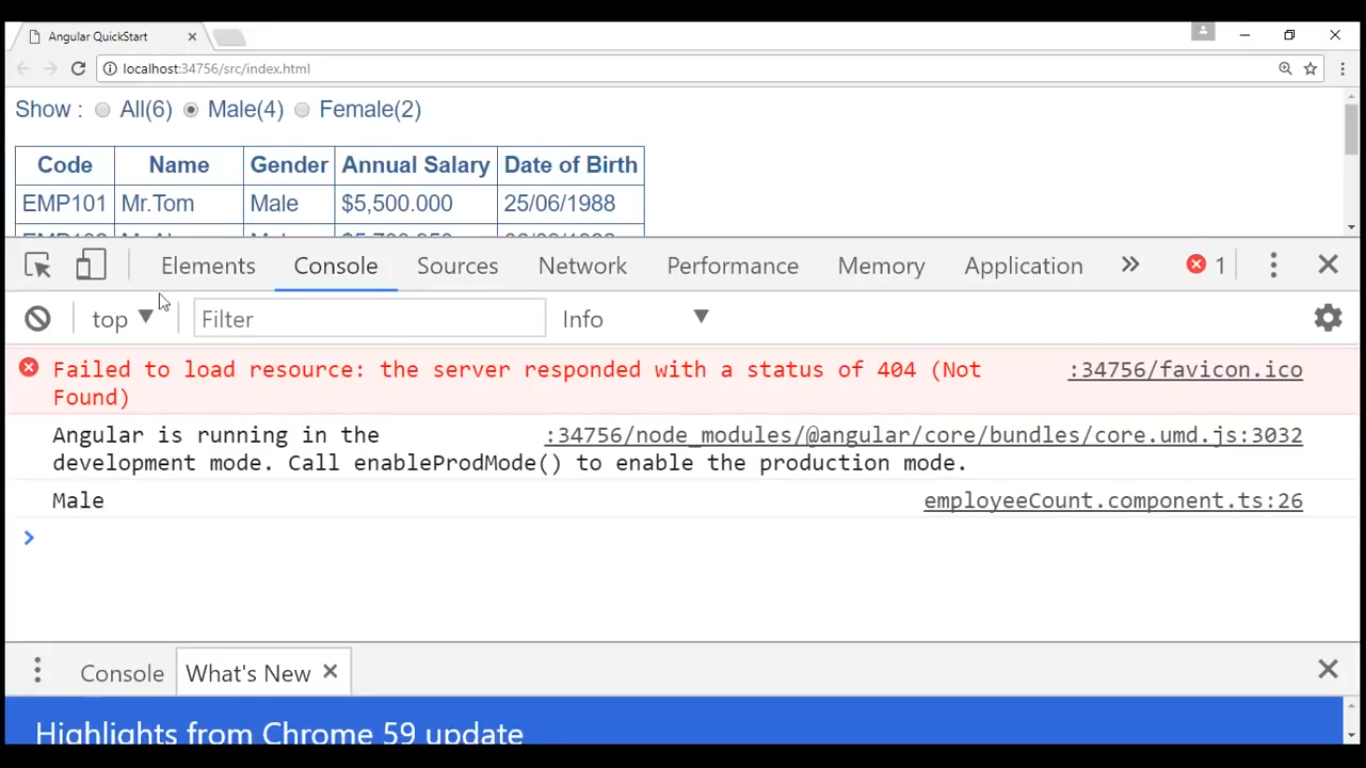 Angular QuickStart
localhost:34756/src/index.html
Show : All(6) Male(4) Female(2)
Code Name Gender Annual Salary Date of Birth
EMP101 Mr.Tom Male $5,500.000 25/06/1988
Elements Console Sources Network Performance Memory Application » 1
top Filter Info
Failed to load resource: the server responded with a status of 404 (Not :34756/favicon.ico
Found)
Angular is running in the :34756/node_modules/@angular/core/bundles/core.umd.js:3032
development mode. Call enableProdMode() to enable the production mode.
Male employeeCount.component.ts:26
Console What's New
Highlights from Chrome 59 update